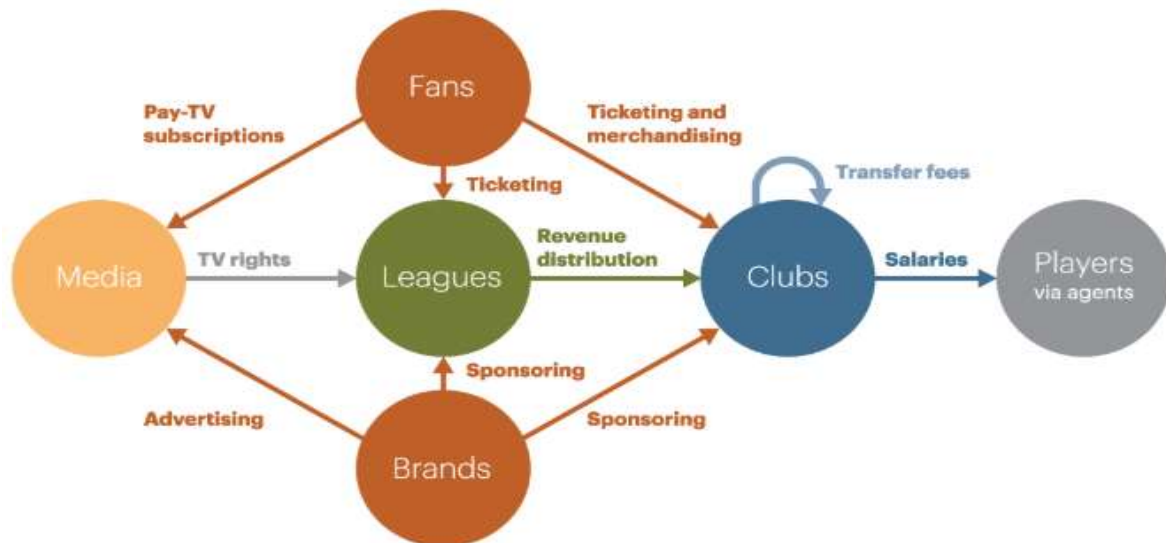 Fans
Pay-TV
subscriptions
Ticketing and
merchandising
Ticketing
Transfer fees
Media
TV rights
Leagues
Revenue
distribution
Clubs
Salaries
Players
via agents
Sponsoring
Advertising
Sponsoring
Brands